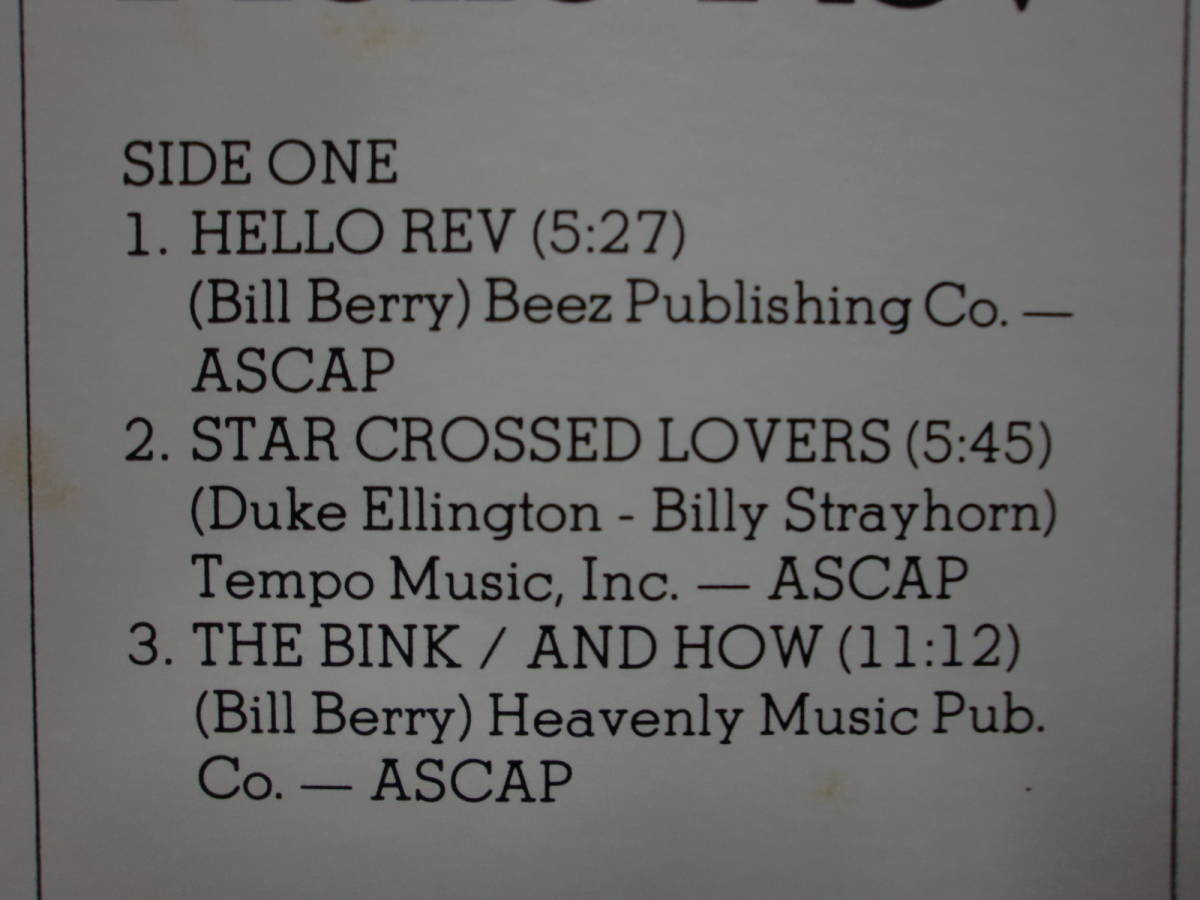 SIDE ONE
1. HELLO REV (5:27)
(Bill Berry) Beez Publishing Co. —
ASCAP
2. STAR CROSSED LOVERS (5:45)
(Duke Ellington - Billy Strayhorn)
Tempo Music, Inc. — ASCAP
3. THE BINK / AND HOW (11:12)
(Bill Berry) Heavenly Music Pub.
Co. — ASCAP